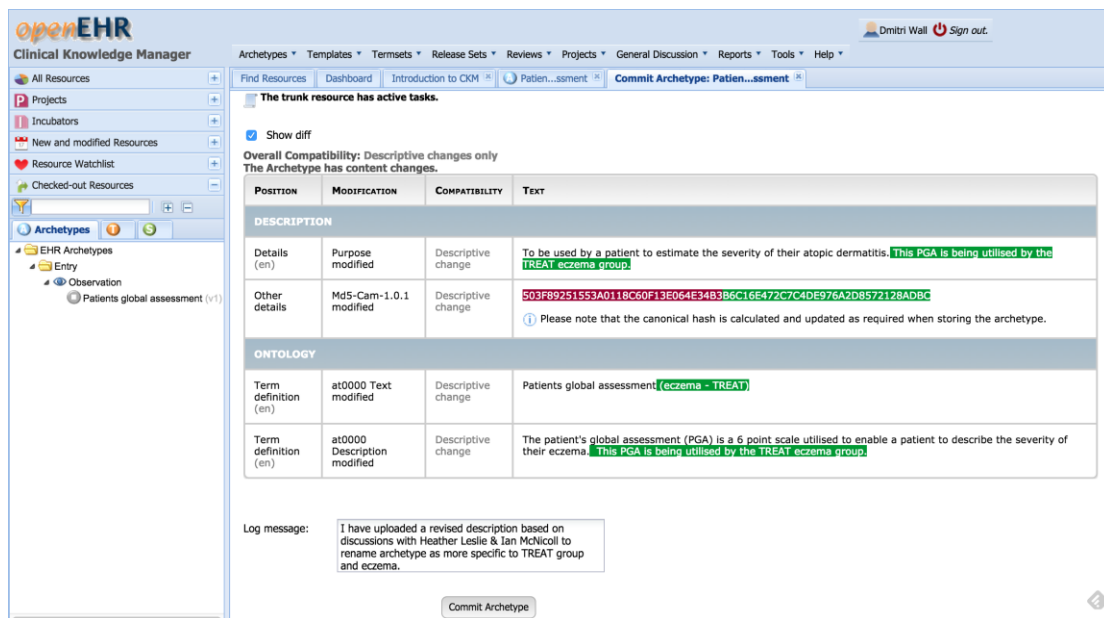 openEHR
Clinical Knowledge Manager
Dmitri Wall Sign out.
Archetypes Templates Termsets Release Sets Reviews Projects General Discussion Reports Tools Help
All Resources
Projects
Incubators
New and modified Resources
Resource Watchlist
Checked-out Resources
Archetypes
EHR Archetypes
Entry
Observation
Patients global assessment (v1)
Find Resources Dashboard Introduction to CKM Patien...ssment Commit Archetype: Patien...ssment
The trunk resource has active tasks.
Show diff
Overall Compatibility: Descriptive changes only
The Archetype has content changes.
POSITION MODIFICATION COMPATIBILITY TEXT
DESCRIPTION
Details
(en)
Purpose
modified
Descriptive
change
To be used by a patient to estimate the severity of their atopic dermatitis. This PGA is being utilised by the
TREAT eczema group.
Other
details
Md5-Cam-1.0.1
modified
Descriptive
change
503F89251553A0118C60F13E064E34B3B6C16E472C7C4DE976A2D8572128ADBC
Please note that the canonical hash is calculated and updated as required when storing the archetype.
ONTOLOGY
Term
definition
(en)
at0000 Text
modified
Descriptive
change
Patients global assessment (eczema - TREAT)
Term
definition
(en)
at0000
Description
modified
Descriptive
change
The patient's global assessment (PGA) is a 6 point scale utilised to enable a patient to describe the severity of
their eczema. This PGA is being utilised by the TREAT eczema group.
Log message:
I have uploaded a revised description based on
discussions with Heather Leslie & Ian McNicoll to
rename archetype as more specific to TREAT group
and eczema.
Commit Archetype